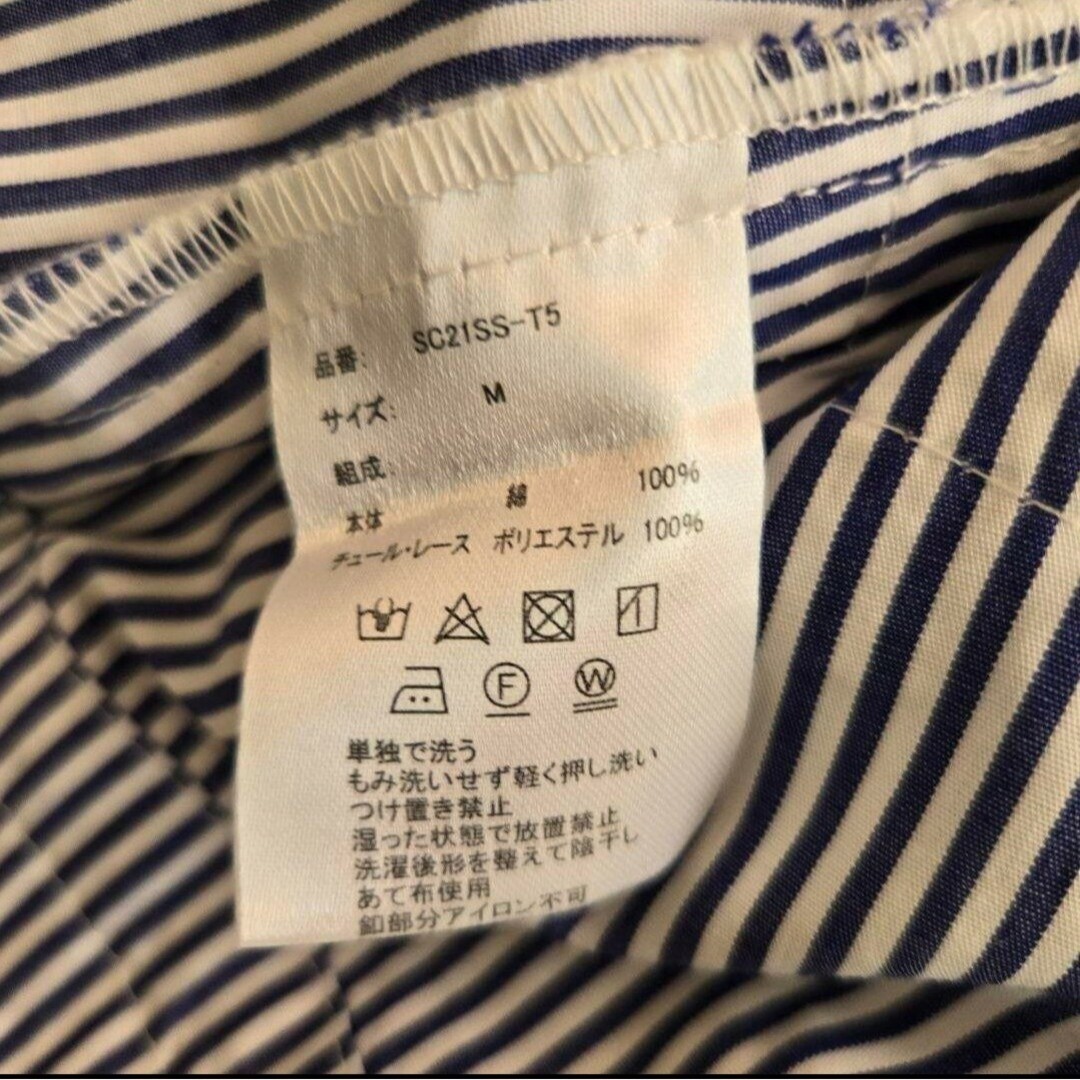 品番: SC21SS-T5
サイズ: M
組成:
本体 綿 100%
チュール・レース ポリエステル 100%
F W
単独で洗う
もみ洗いせず軽く押し洗い
つけ置き禁止
湿った状態で放置禁止
洗濯後形を整えて陰干し
あて布使用
釦部分アイロン不可